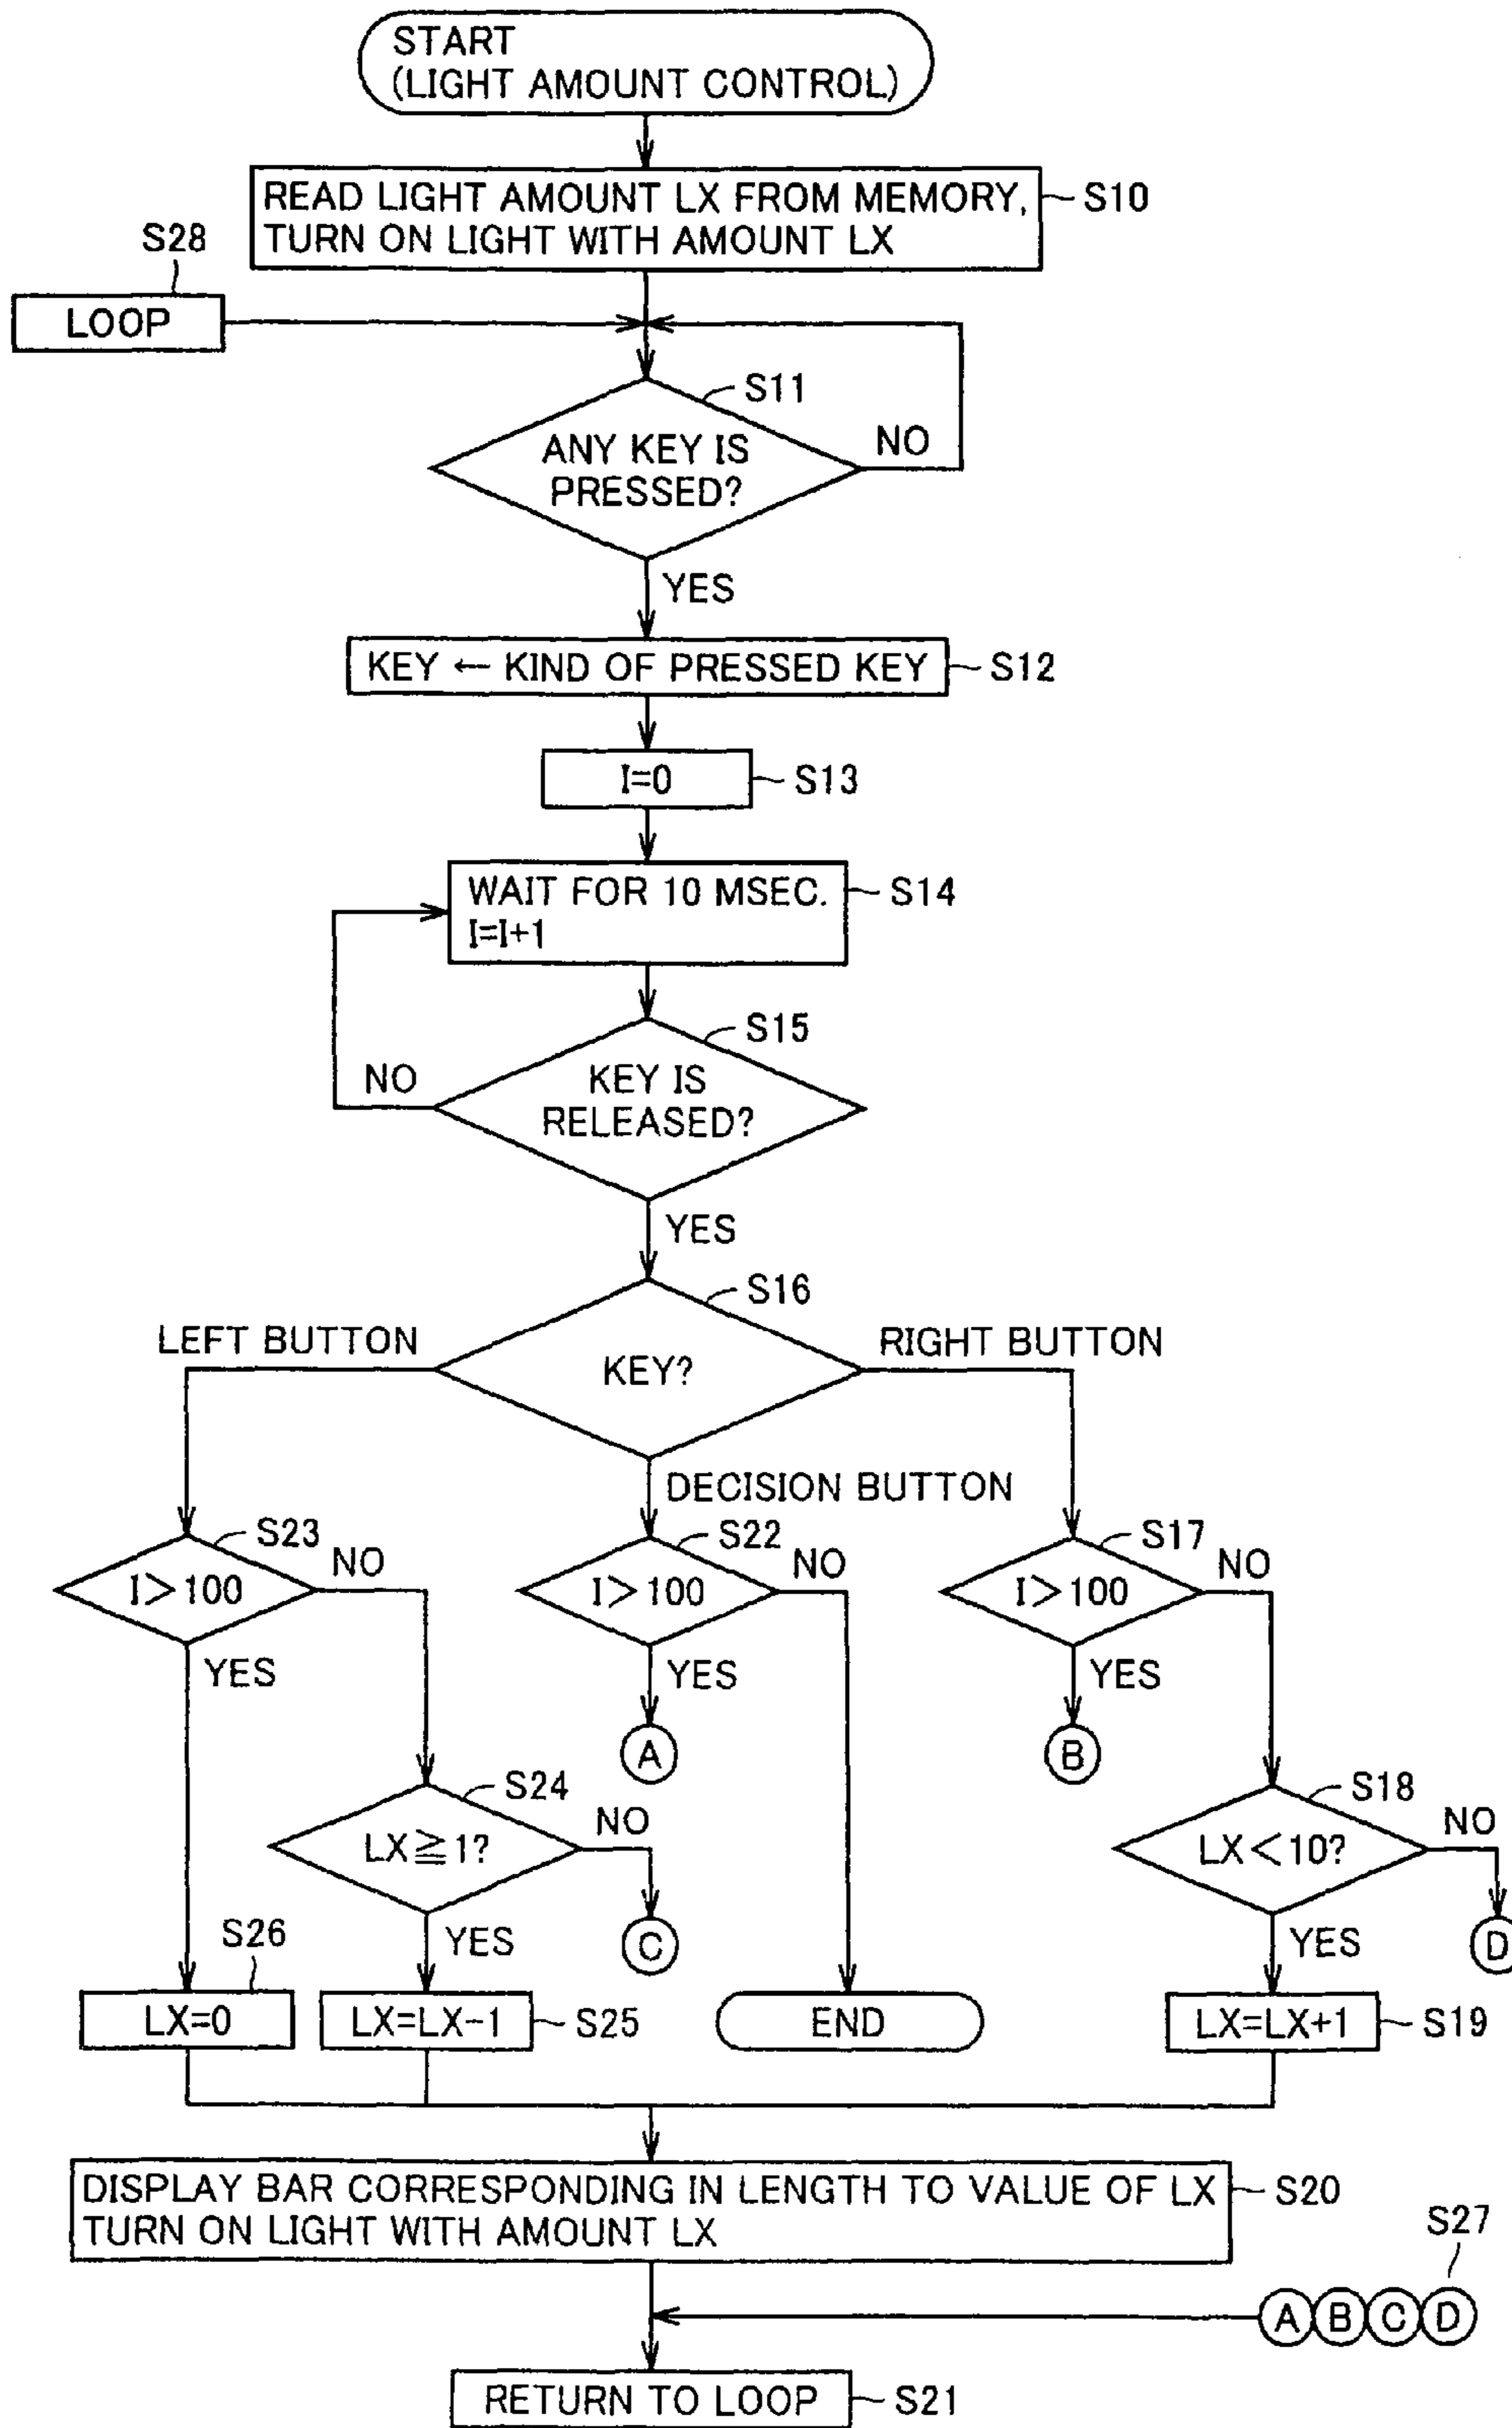 START
(LIGHT AMOUNT CONTROL)
READ LIGHT AMOUNT LX FROM MEMORY,
TURN ON LIGHT WITH AMOUNT LX
S10
S28
LOOP
S11
ANY KEY IS
PRESSED?
NO
YES
KEY ← KIND OF PRESSED KEY
S12
I=0
S13
WAIT FOR 10 MSEC.
I=I+1
S14
S15
KEY IS
RELEASED?
NO
YES
S16
KEY?
LEFT BUTTON
RIGHT BUTTON
DECISION BUTTON
S23
I>100
NO
YES
S22
I>100
NO
YES
A
S17
I>100
NO
YES
B
S24
LX≧1?
NO
C
YES
S18
LX<10?
NO
D
YES
S26
LX=0
LX=LX-1
S25
END
LX=LX+1
S19
DISPLAY BAR CORRESPONDING IN LENGTH TO VALUE OF LX
TURN ON LIGHT WITH AMOUNT LX
S20
S27
A B C D
RETURN TO LOOP
S21